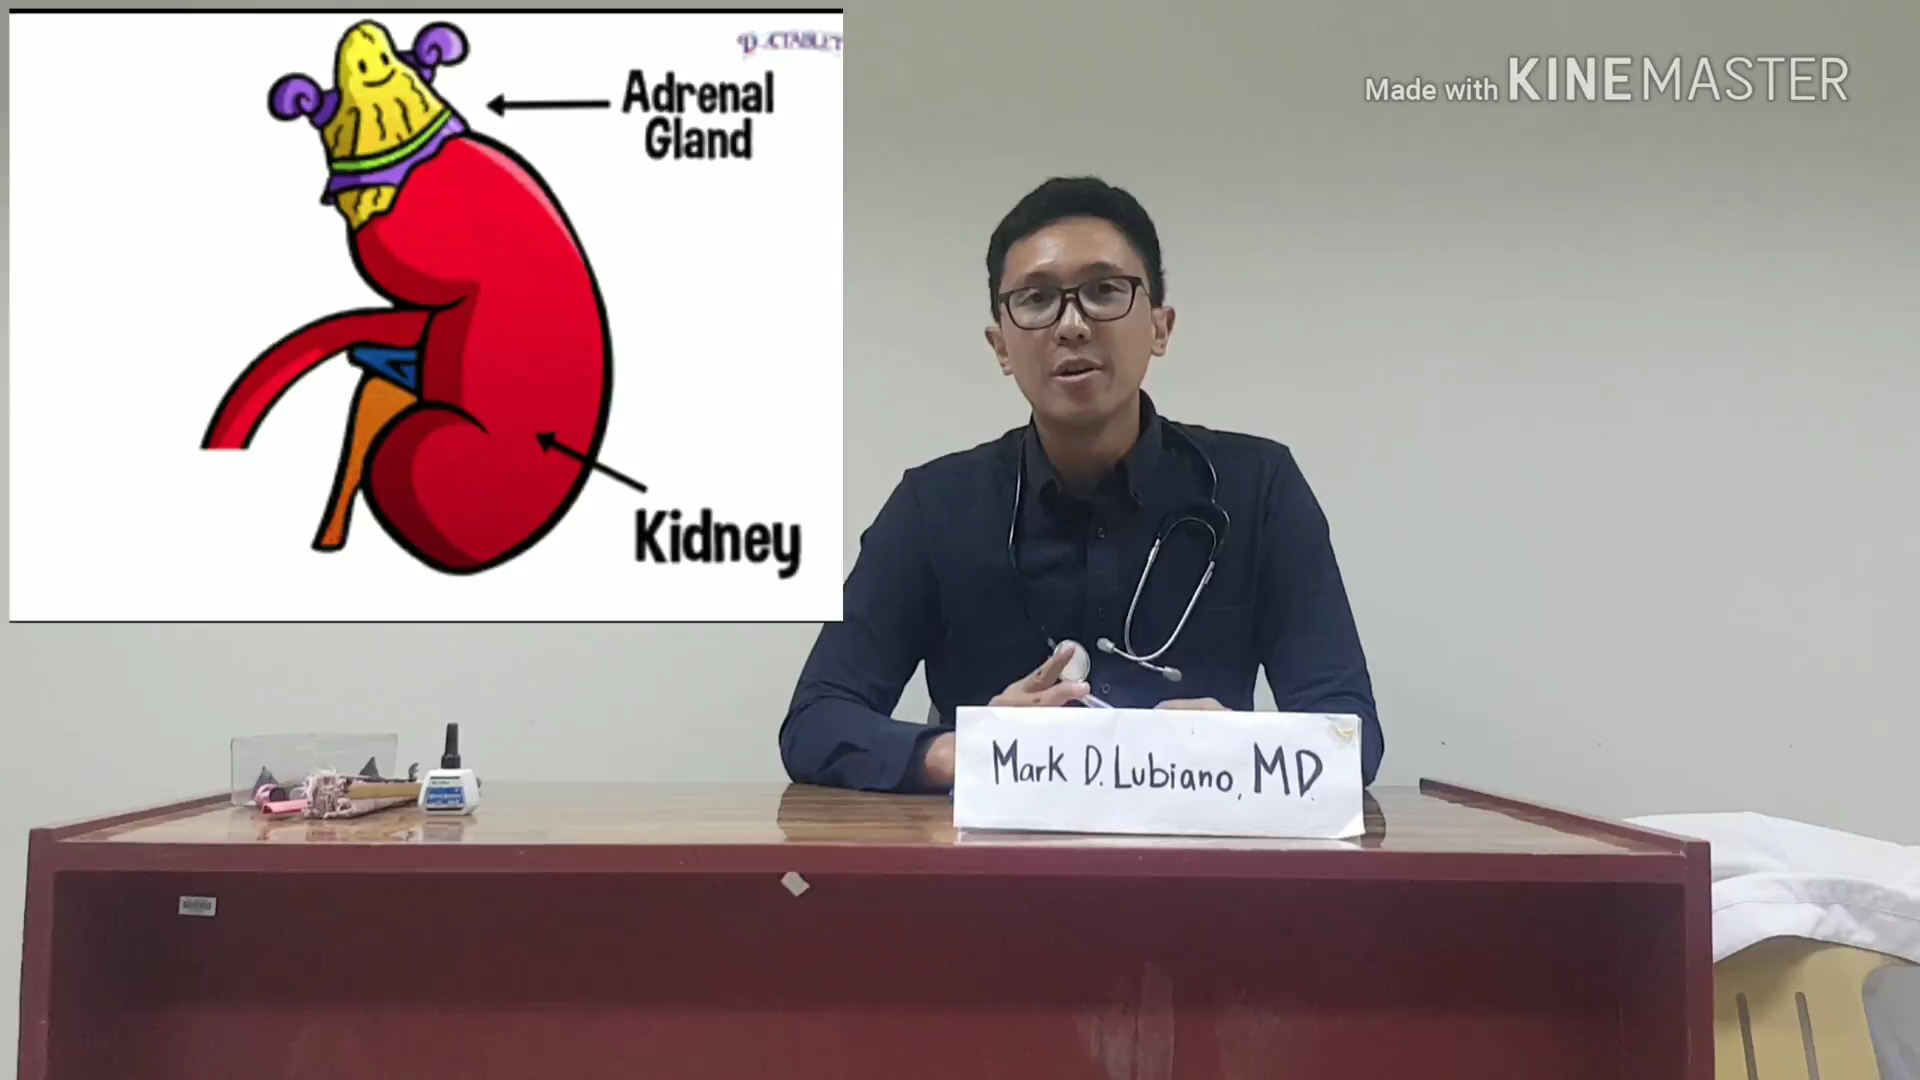 Adrenal
Gland
Kidney
Made with KINEMASTER
Mark D. Lubiano, MD.